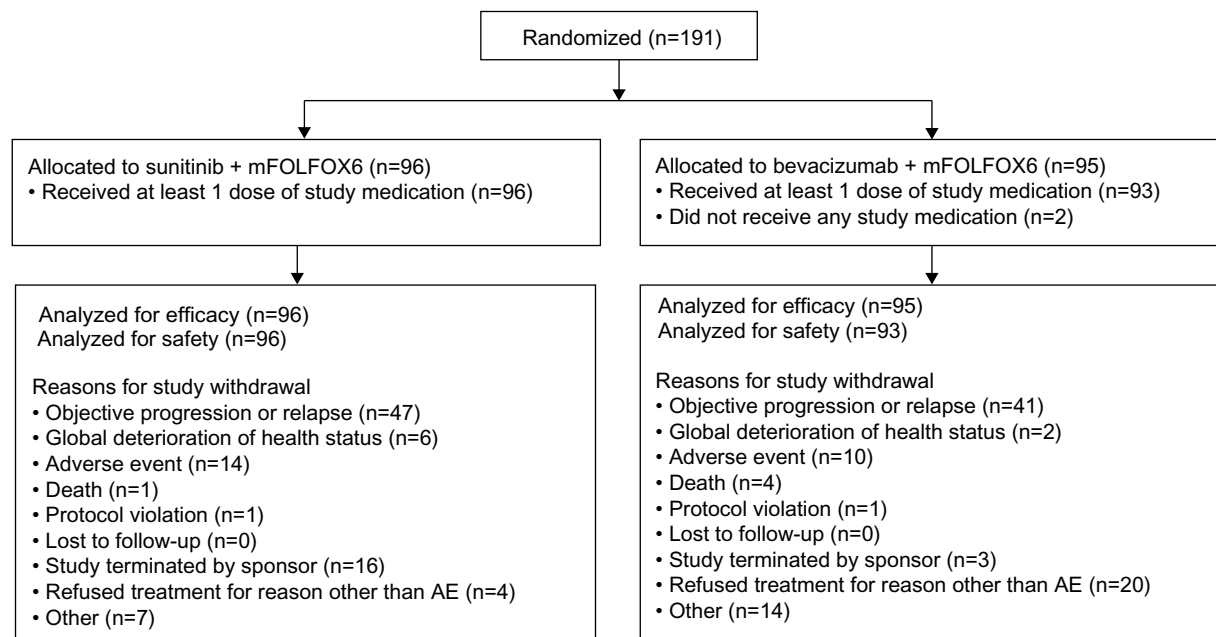 Randomized (n=191)
Allocated to sunitinib + mFOLFOX6 (n=96)
• Received at least 1 dose of study medication (n=96)
Allocated to bevacizumab + mFOLFOX6 (n=95)
• Received at least 1 dose of study medication (n=93)
• Did not receive any study medication (n=2)
Analyzed for efficacy (n=96)
Analyzed for safety (n=96)
Reasons for study withdrawal
• Objective progression or relapse (n=47)
• Global deterioration of health status (n=6)
• Adverse event (n=14)
• Death (n=1)
• Protocol violation (n=1)
• Lost to follow-up (n=0)
• Study terminated by sponsor (n=16)
• Refused treatment for reason other than AE (n=4)
• Other (n=7)
Analyzed for efficacy (n=95)
Analyzed for safety (n=93)
Reasons for study withdrawal
• Objective progression or relapse (n=41)
• Global deterioration of health status (n=2)
• Adverse event (n=10)
• Death (n=4)
• Protocol violation (n=1)
• Lost to follow-up (n=0)
• Study terminated by sponsor (n=3)
• Refused treatment for reason other than AE (n=20)
• Other (n=14)